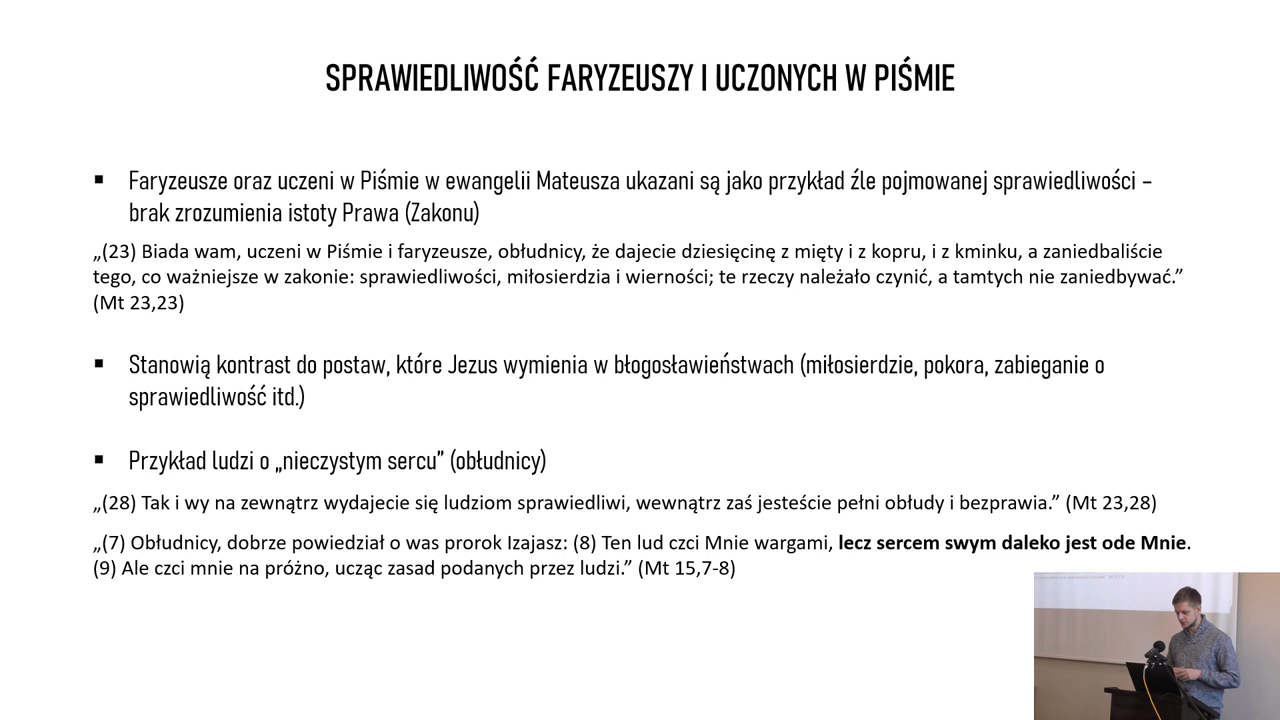 SPRAWIEDLIWOŚĆ FARYZEUSZY I UCZONYCH W PIŚMIE
▪ Faryzeusze oraz uczeni w Piśmie w ewangelii Mateusza ukazani są jako przykład źle pojmowanej sprawiedliwości –
brak zrozumienia istoty Prawa (Zakonu)
„(23) Biada wam, uczeni w Piśmie i faryzeusze, obłudnicy, że dajecie dziesięcinę z mięty i z kopru, i z kminku, a zaniedbaliście
tego, co ważniejsze w zakonie: sprawiedliwości, miłosierdzia i wierności; te rzeczy należało czynić, a tamtych nie zaniedbywać.”
(Mt 23,23)
▪ Stanowią kontrast do postaw, które Jezus wymienia w błogosławieństwach (miłosierdzie, pokora, zabieganie o
sprawiedliwość itd.)
▪ Przykład ludzi o „nieczystym sercu” (obłudnicy)
„(28) Tak i wy na zewnątrz wydajecie się ludziom sprawiedliwi, wewnątrz zaś jesteście pełni obłudy i bezprawia.” (Mt 23,28)
„(7) Obłudnicy, dobrze powiedział o was prorok Izajasz: (8) Ten lud czci Mnie wargami, lecz sercem swym daleko jest ode Mnie.
(9) Ale czci mnie na próżno, ucząc zasad podanych przez ludzi.” (Mt 15,7-8)